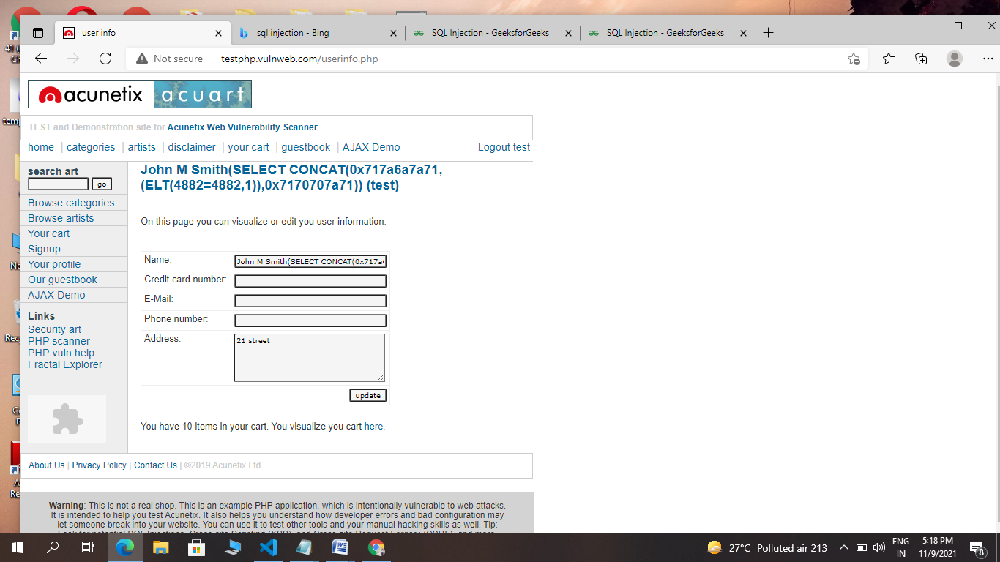 user info
sql injection - Bing
SQL Injection - GeeksforGeeks
SQL Injection - GeeksforGeeks
Not secure
testphp.vulnweb.com/userinfo.php
acunetix acuart
TEST and Demonstration site for Acunetix Web Vulnerability Scanner
home | categories | artists | disclaimer | your cart | guestbook | AJAX Demo
Logout test
search art
go
Browse categories
Browse artists
Your cart
Signup
Your profile
Our guestbook
AJAX Demo
Links
Security art
PHP scanner
PHP vuln help
Fractal Explorer
John M Smith(SELECT CONCAT(0x717a6a7a71,
(ELT(4882=4882,1)),0x7170707a71)) (test)
On this page you can visualize or edit you user information.
Name:
John M Smith(SELECT CONCAT(0x717a
Credit card number:
E-Mail:
Phone number:
Address:
21 street
update
You have 10 items in your cart. You visualize you cart here.
About Us | Privacy Policy | Contact Us | ©2019 Acunetix Ltd
Warning: This is not a real shop. This is an example PHP application, which is intentionally vulnerable to web attacks.
It is intended to help you test Acunetix. It also helps you understand how developer errors and bad configuration may
let someone break into your website. You can use it to test other tools and your manual hacking skills as well. Tip:
27°C Polluted air 213
ENG
IN
5:18 PM
11/9/2021
8